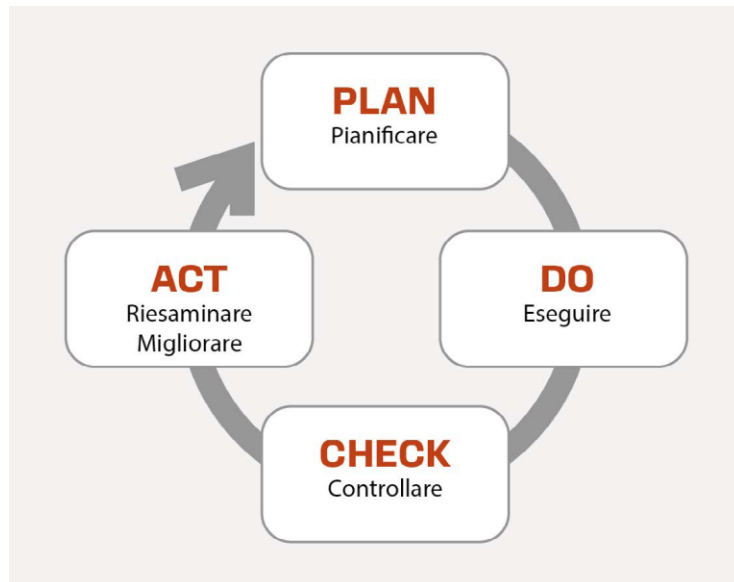 PLAN
Pianificare
DO
Eseguire
CHECK
Controllare
ACT
Riesaminare
Migliorare